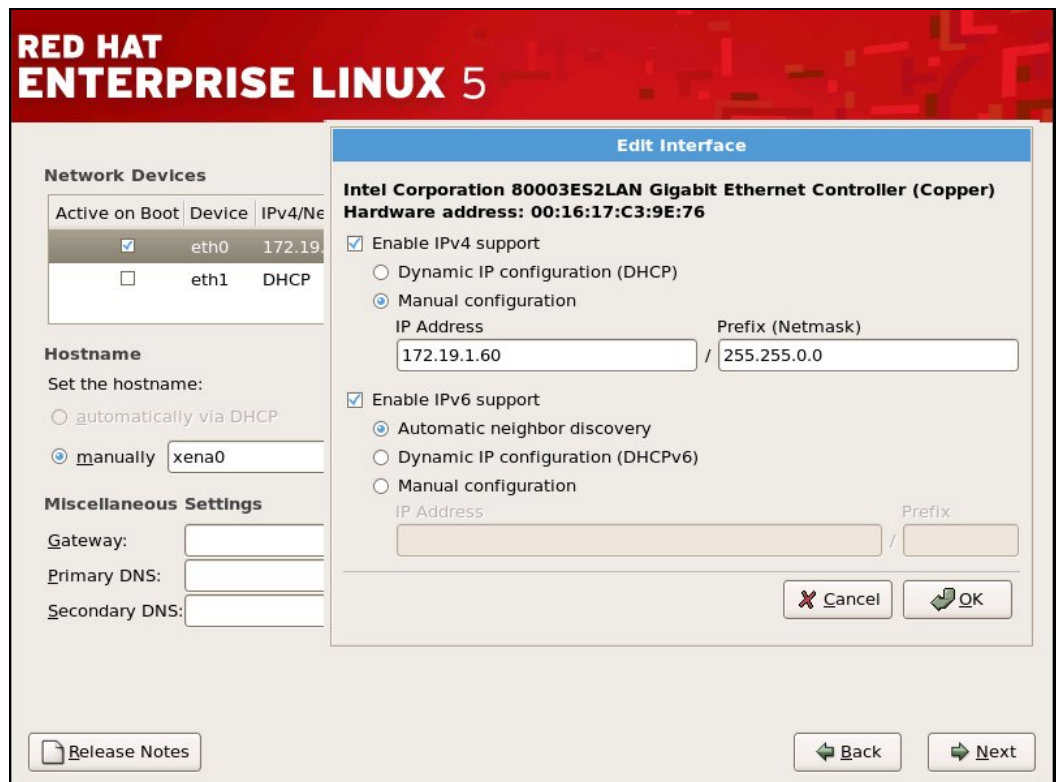 RED HAT
ENTERPRISE LINUX 5
Network Devices
Active on Boot Device IPv4/Ne
eth0 172.19.
eth1 DHCP
Hostname
Set the hostname:
automatically via DHCP
manually xena0
Miscellaneous Settings
Gateway:
Primary DNS:
Secondary DNS:
Edit Interface
Intel Corporation 80003ES2LAN Gigabit Ethernet Controller (Copper)
Hardware address: 00:16:17:C3:9E:76
Enable IPv4 support
Dynamic IP configuration (DHCP)
Manual configuration
IP Address Prefix (Netmask)
172.19.1.60 / 255.255.0.0
Enable IPv6 support
Automatic neighbor discovery
Dynamic IP configuration (DHCPv6)
Manual configuration
IP Address Prefix
/
Cancel OK
Release Notes Back Next